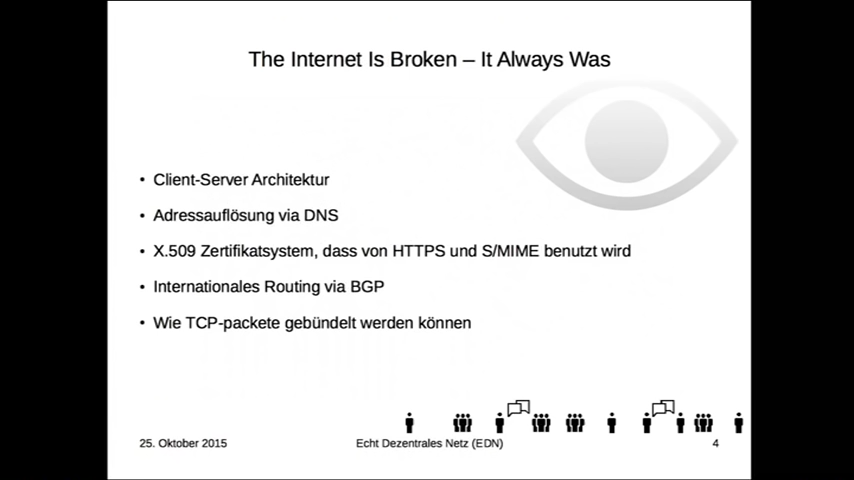 The Internet Is Broken – It Always Was
• Client-Server Architektur
• Adressauflösung via DNS
• X.509 Zertifikatsystem, dass von HTTPS und S/MIME benutzt wird
• Internationales Routing via BGP
• Wie TCP-packete gebündelt werden können
25. Oktober 2015
Echt Dezentrales Netz (EDN)
4